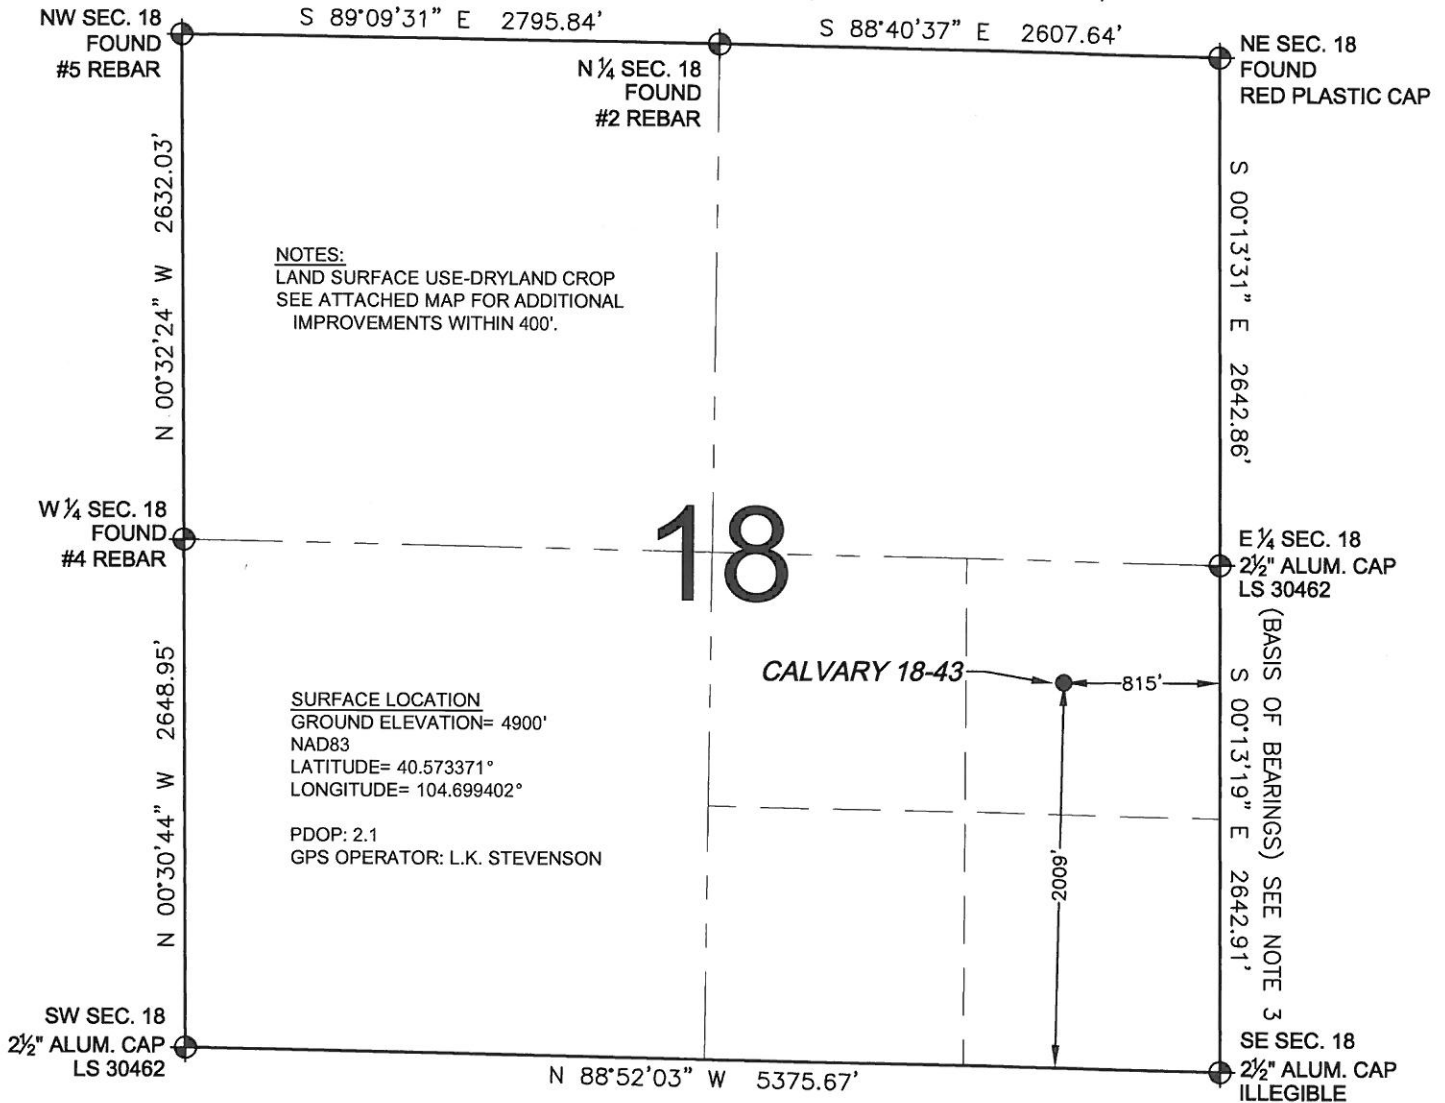 NW SEC. 18
FOUND
#5 REBAR
S 89°09'31" E 2795.84'
N ¼ SEC. 18
FOUND
#2 REBAR
S 88°40'37" E 2607.64'
NE SEC. 18
FOUND
RED PLASTIC CAP
N 00°32'24" W 2632.03'
S 00°13'31" E 2642.86'
NOTES:
LAND SURFACE USE-DRYLAND CROP
SEE ATTACHED MAP FOR ADDITIONAL
IMPROVEMENTS WITHIN 400'.
W ¼ SEC. 18
FOUND
#4 REBAR
18
E ¼ SEC. 18
2½" ALUM. CAP
LS 30462
CALVARY 18-43
815'
2009'
N 00°30'44" W 2648.95'
SURFACE LOCATION
GROUND ELEVATION= 4900'
NAD83
LATITUDE= 40.573371°
LONGITUDE= 104.699402°
PDOP: 2.1
GPS OPERATOR: L.K. STEVENSON
S 00°13'19" E 2642.91'
(BASIS OF BEARINGS) SEE NOTE 3
SW SEC. 18
2½" ALUM. CAP
LS 30462
N 88°52'03" W 5375.67'
SE SEC. 18
2½" ALUM. CAP
ILLEGIBLE